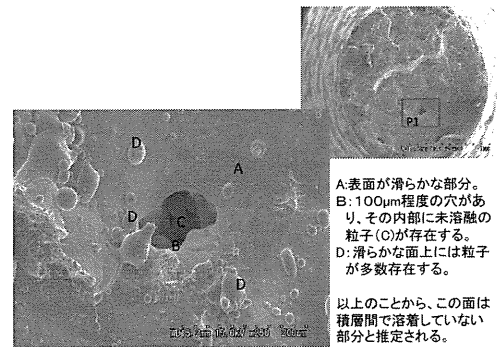 P1
D
A
D
C
B
D
A:表面が滑らかな部分。
B:100μm程度の穴があ
り、その内部に未溶融の
粒子(C)が存在する。
D:滑らかな面上には粒子
が多数存在する。
以上のことから、この面は
積層間で溶着していない
部分と推定される。